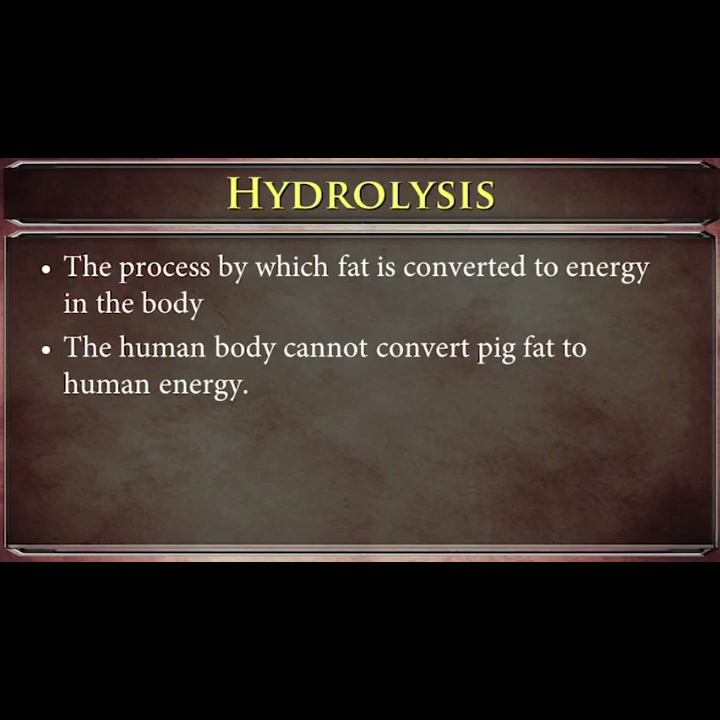 HYDROLYSIS
• The process by which fat is converted to energy
in the body
• The human body cannot convert pig fat to
human energy.